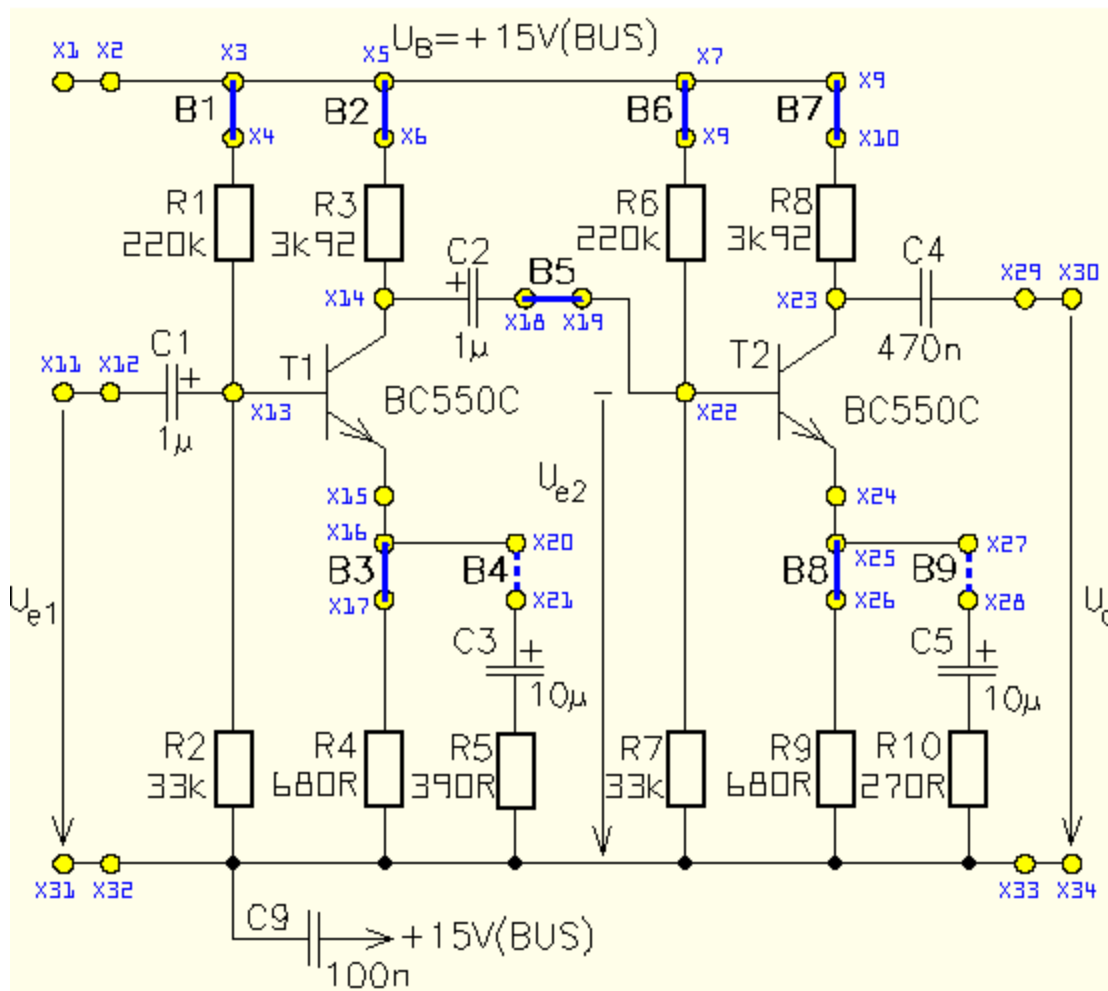 U_B=+15V(BUS)
X1 X2 X3 X5 X7 X9
B1 B2 B6 B7
X4 X6 X9 X10
R1 R3 R6 R8
220k 3k92 220k 3k92
C2 B5 C4
X14 + X18 X19 X23 X29 X30
1µ 470n
C1 T1 T2
X11 X12 + X13 BC550C X22 BC550C
1µ
U_e2
X15 X24
X16 X20 X25 X27
B3 B4 B8 B9
X17 X21 X26 X28
U_e1
C3 + C5 +
10µ 10µ
R2 R4 R5 R7 R9 R10
33k 680R 390R 33k 680R 270R
X31 X32 X33 X34
C9 +15V(BUS)
100n